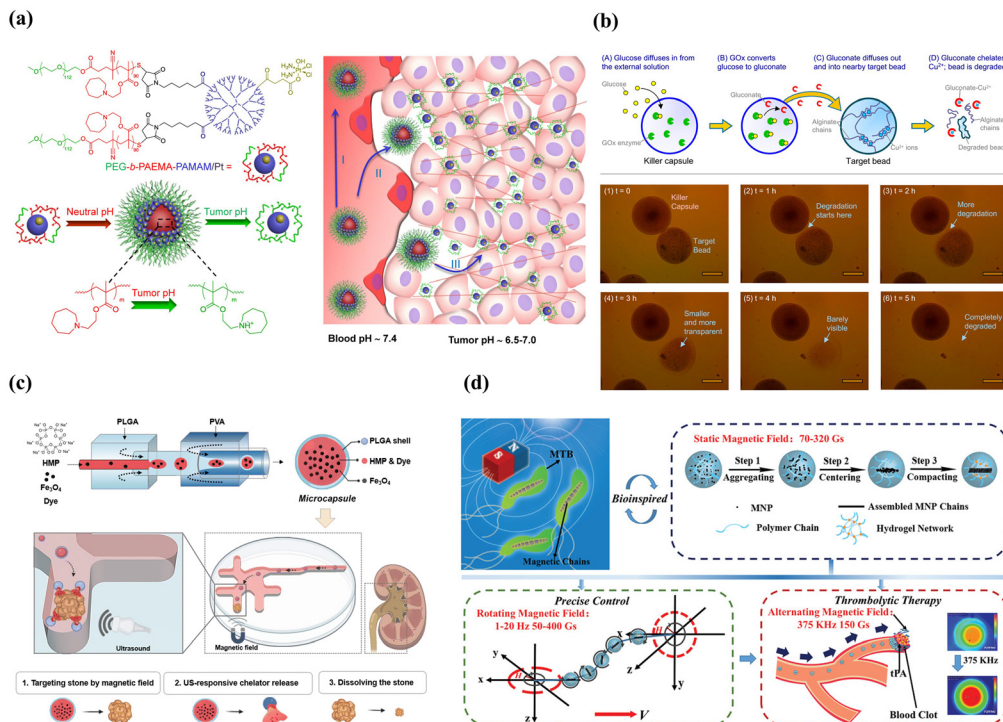 (a)
PEG-b-PAEMA-PAMAM/Pt =
Neutral pH
Tumor pH
Tumor pH
I
II
III
Blood pH ~ 7.4
Tumor pH ~ 6.5-7.0
(b)
(A) Glucose diffuses in from
the external solution
(B) GOx converts
glucose to gluconate
(C) Glucose diffuses out
and into nearby target bead
(D) Gluconate chelates
Cu²⁺; bead is degraded
Glucose
GOx enzyme
Killer capsule
Gluconate
Alginate
chains
Cu²⁺ ions
Target bead
Gluconate-Cu²⁺
Alginate
chains
Degraded bead
(1) t = 0
Killer
Capsule
Target
Bead
(2) t = 1 h
Degradation
starts here
(3) t = 2 h
More
degradation
(4) t = 3 h
Smaller and more
transparent
(5) t = 4 h
Barely
visible
(6) t = 5 h
Completely
degraded
(c)
PLGA
PVA
HMP
Fe₃O₄
Dye
PLGA shell
HMP & Dye
Fe₃O₄
Microcapsule
Ultrasound
Magnetic field
1. Targeting stone by magnetic field
2. US-responsive chelator release
3. Dissolving the stone
(d)
N
S
MTB
Magnetic Chains
Bioinspired
Static Magnetic Field: 70-320 Gs
Step 1
Aggregating
Step 2
Centering
Step 3
Compacting
MNP
Assembled MNP Chains
Polymer Chain
Hydrogel Network
Precise Control
Rotating Magnetic Field:
1-20 Hz 50-400 Gs
x
y
z
H
x
y
z
H
V
Thrombolytic Therapy
Alternating Magnetic Field:
375 KHz 150 Gs
tPA
Blood Clot
375 KHz